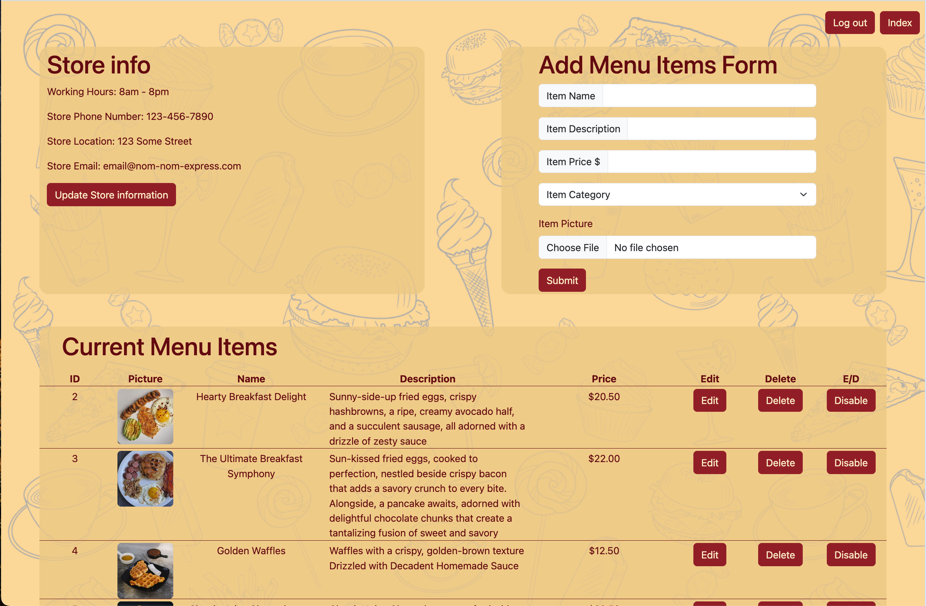 Log out
Index
Store info
Working Hours: 8am - 8pm
Store Phone Number: 123-456-7890
Store Location: 123 Some Street
Store Email: email@nom-nom-express.com
Update Store information
Add Menu Items Form
Item Name
Item Description
Item Price $
Item Category
Item Picture
Choose File No file chosen
Submit
Current Menu Items
ID Picture Name Description Price Edit Delete E/D
2 Hearty Breakfast Delight Sunny-side-up fried eggs, crispy $20.50 Edit Delete Disable
hashbrowns, a ripe, creamy avocado half,
and a succulent sausage, all adorned with a
drizzle of zesty sauce
3 The Ultimate Breakfast Sun-kissed fried eggs, cooked to $22.00 Edit Delete Disable
Symphony perfection, nestled beside crispy bacon
that adds a savory crunch to every bite.
Alongside, a pancake awaits, adorned with
delightful chocolate chunks that create a
tantalizing fusion of sweet and savory
4 Golden Waffles Waffles with a crispy, golden-brown texture $12.50 Edit Delete Disable
Drizzled with Decadent Homemade Sauce